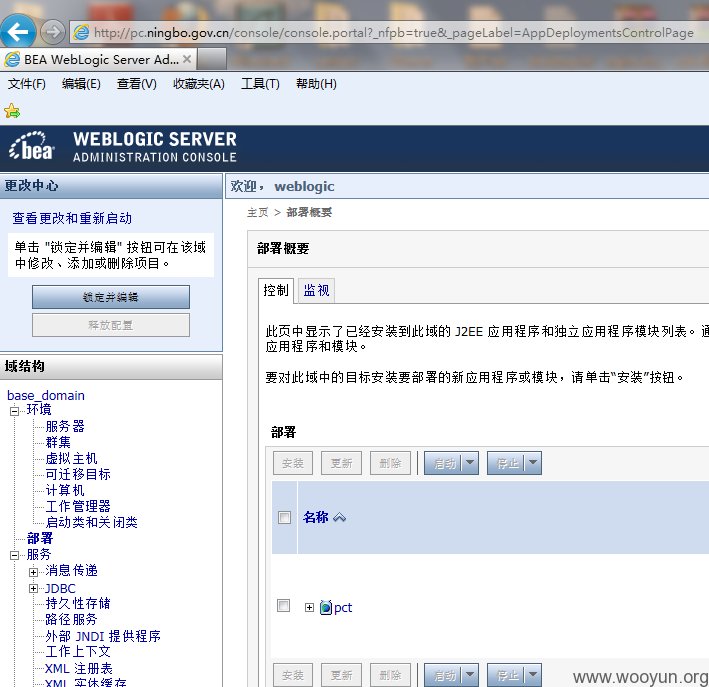 http://pc.ningbo.gov.cn/console/console.portal?_nfpb=true&_pageLabel=AppDeploymentsControlPage
BEA WebLogic Server Ad...
文件(F) 编辑(E) 查看(V) 收藏夹(A) 工具(T) 帮助(H)
bea WEBLOGIC SERVER
ADMINISTRATION CONSOLE
更改中心
查看更改和重新启动
单击 "锁定并编辑" 按钮可在该域
中修改、添加或删除项目。
锁定并编辑
释放配置
域结构
base_domain
环境
服务器
群集
虚拟主机
可迁移目标
计算机
工作管理器
启动类和关闭类
部署
服务
消息传递
JDBC
持久性存储
路径服务
外部 JNDI 提供程序
工作上下文
XML 注册表
XML 实体缓存
欢迎， weblogic
主页 > 部署概要
部署概要
控制 监视
此页中显示了已经安装到此域的 J2EE 应用程序和独立应用程序模块列表。通
应用程序和模块。
要对此域中的目标安装要部署的新应用程序或模块，请单击“安装”按钮。
部署
安装 更新 删除 启动 停止
名称
pct
安装 更新 删除 启动 停止
www.wooyun.org